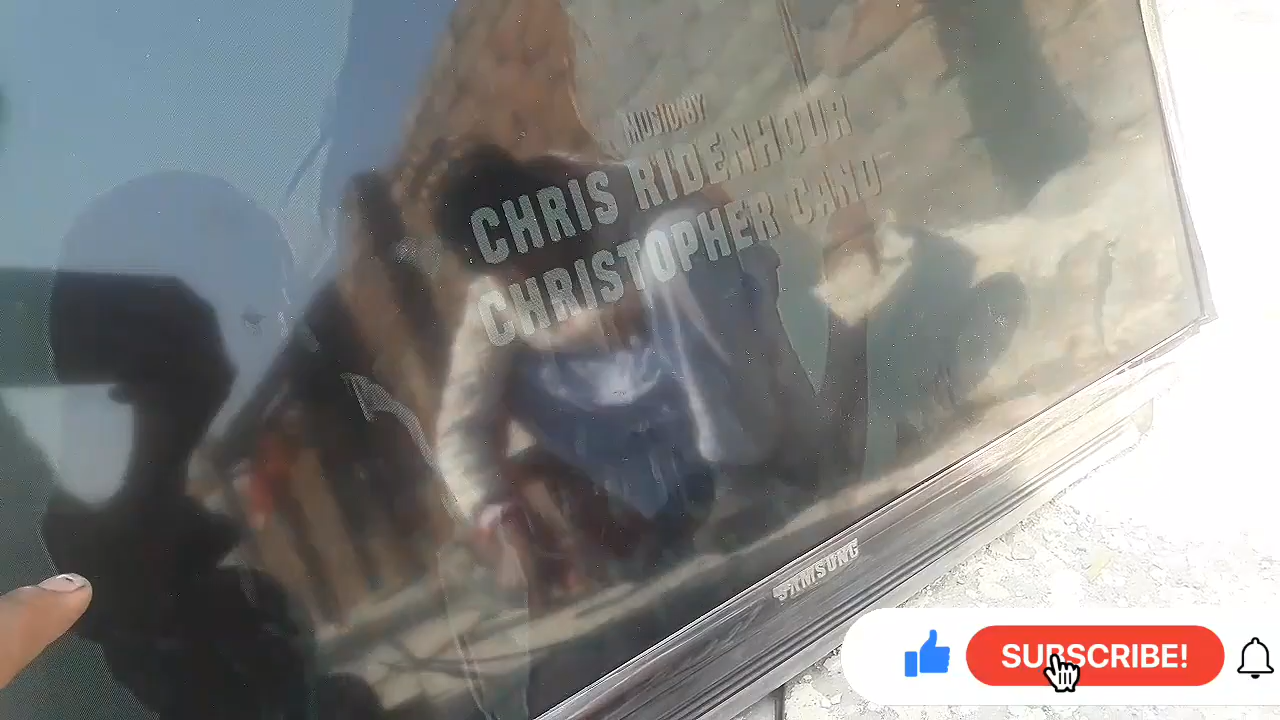 MUSIC BY
CHRIS RIDENHOUR
CHRISTOPHER CANO
SAMSUNG
SUBSCRIBE!